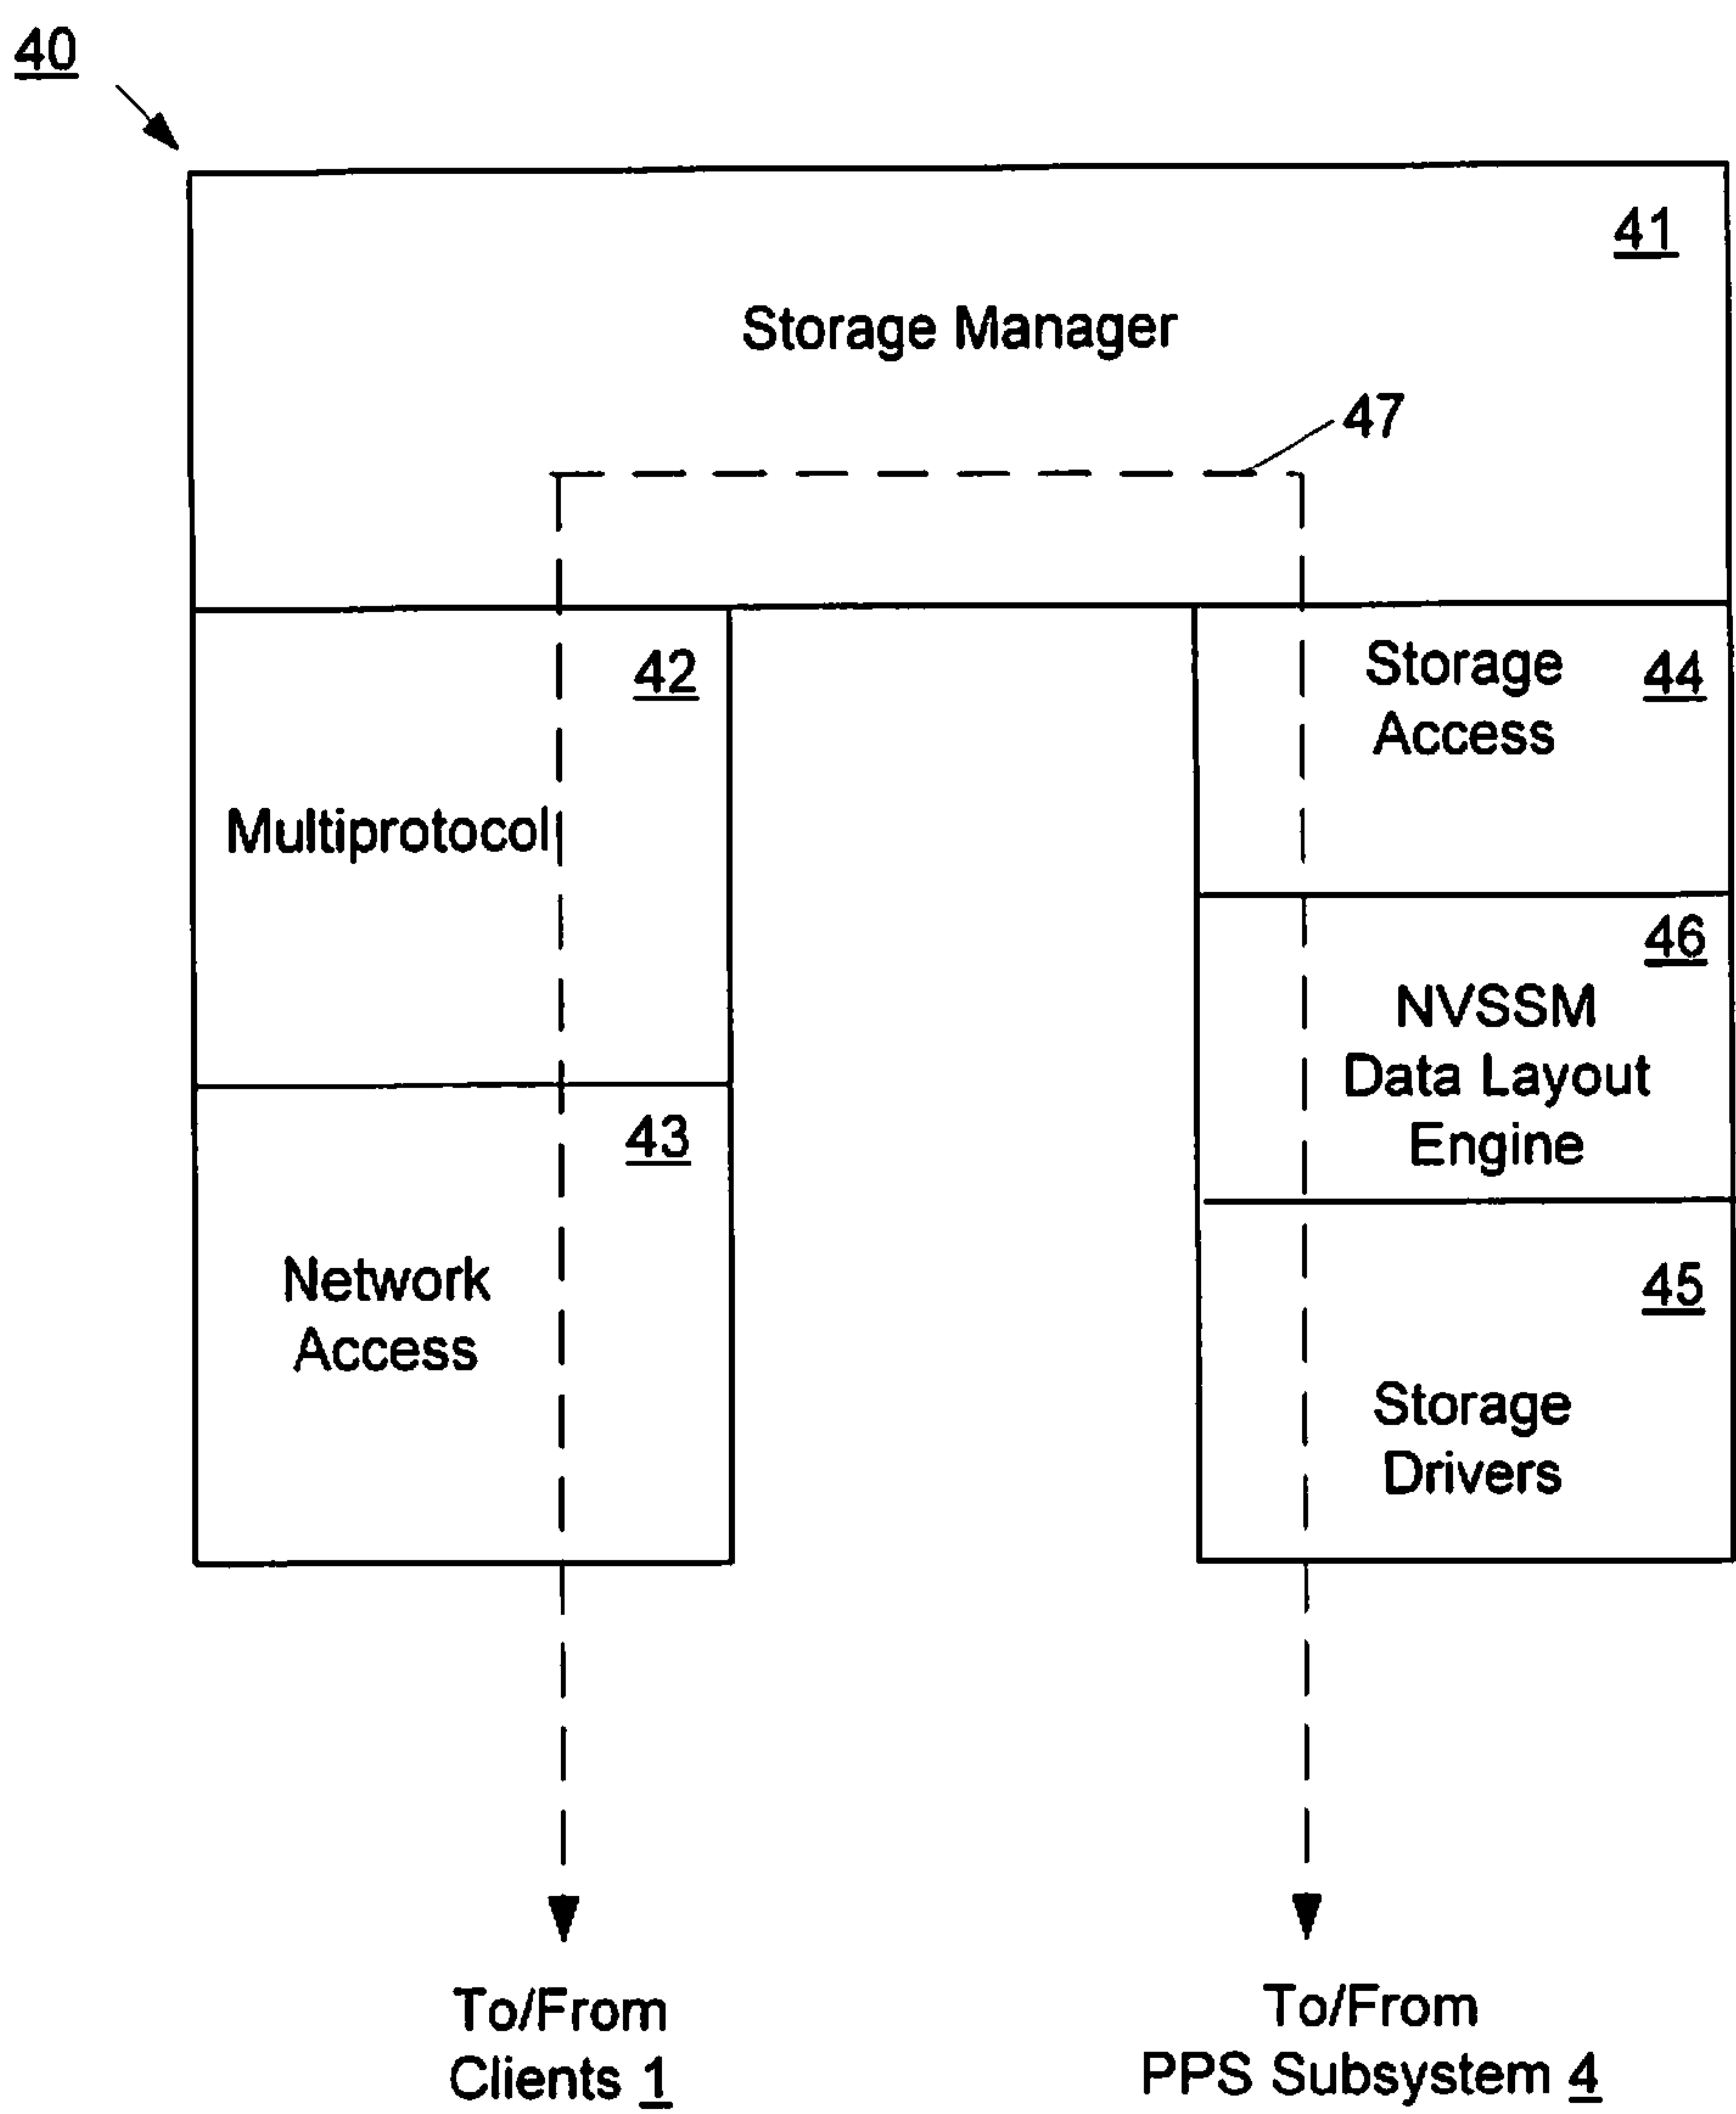 40
41
Storage Manager
47
42
Multiprotocol
Storage
Access
44
46
NVSSM
Data Layout
Engine
43
Network
Access
45
Storage
Drivers
To/From
Clients 1
To/From
PPS Subsystem 4